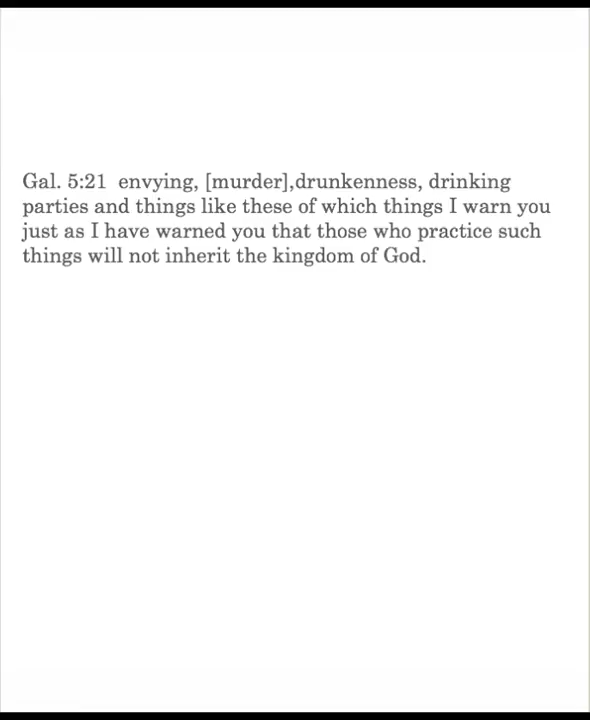 Gal. 5:21  envying, [murder],drunkenness, drinking
parties and things like these of which things I warn you
just as I have warned you that those who practice such
things will not inherit the kingdom of God.